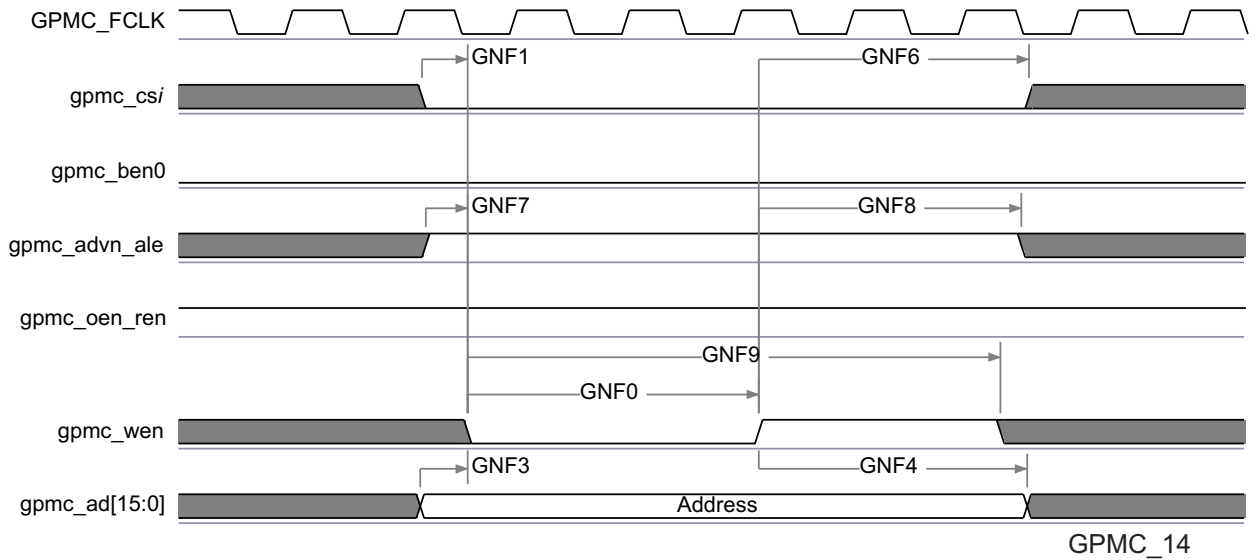 GPMC_FCLK
GNF1
GNF6
gpmc_csi
gpmc_ben0
GNF7
GNF8
gpmc_advn_ale
gpmc_oen_ren
GNF9
GNF0
gpmc_wen
GNF3
GNF4
gpmc_ad[15:0]
Address
GPMC_14